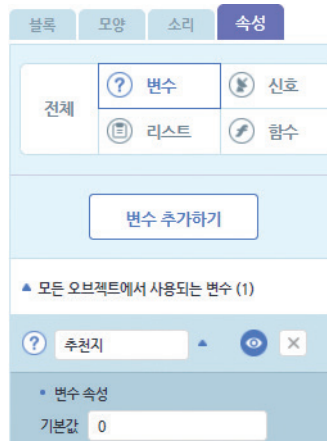 블록 모양 소리 속성
전체 ? 변수 신호
리스트 f 함수
변수 추가하기
▲ 모든 오브젝트에서 사용되는 변수 (1)
? 추천지 ▲ ×
• 변수 속성
기본값 0